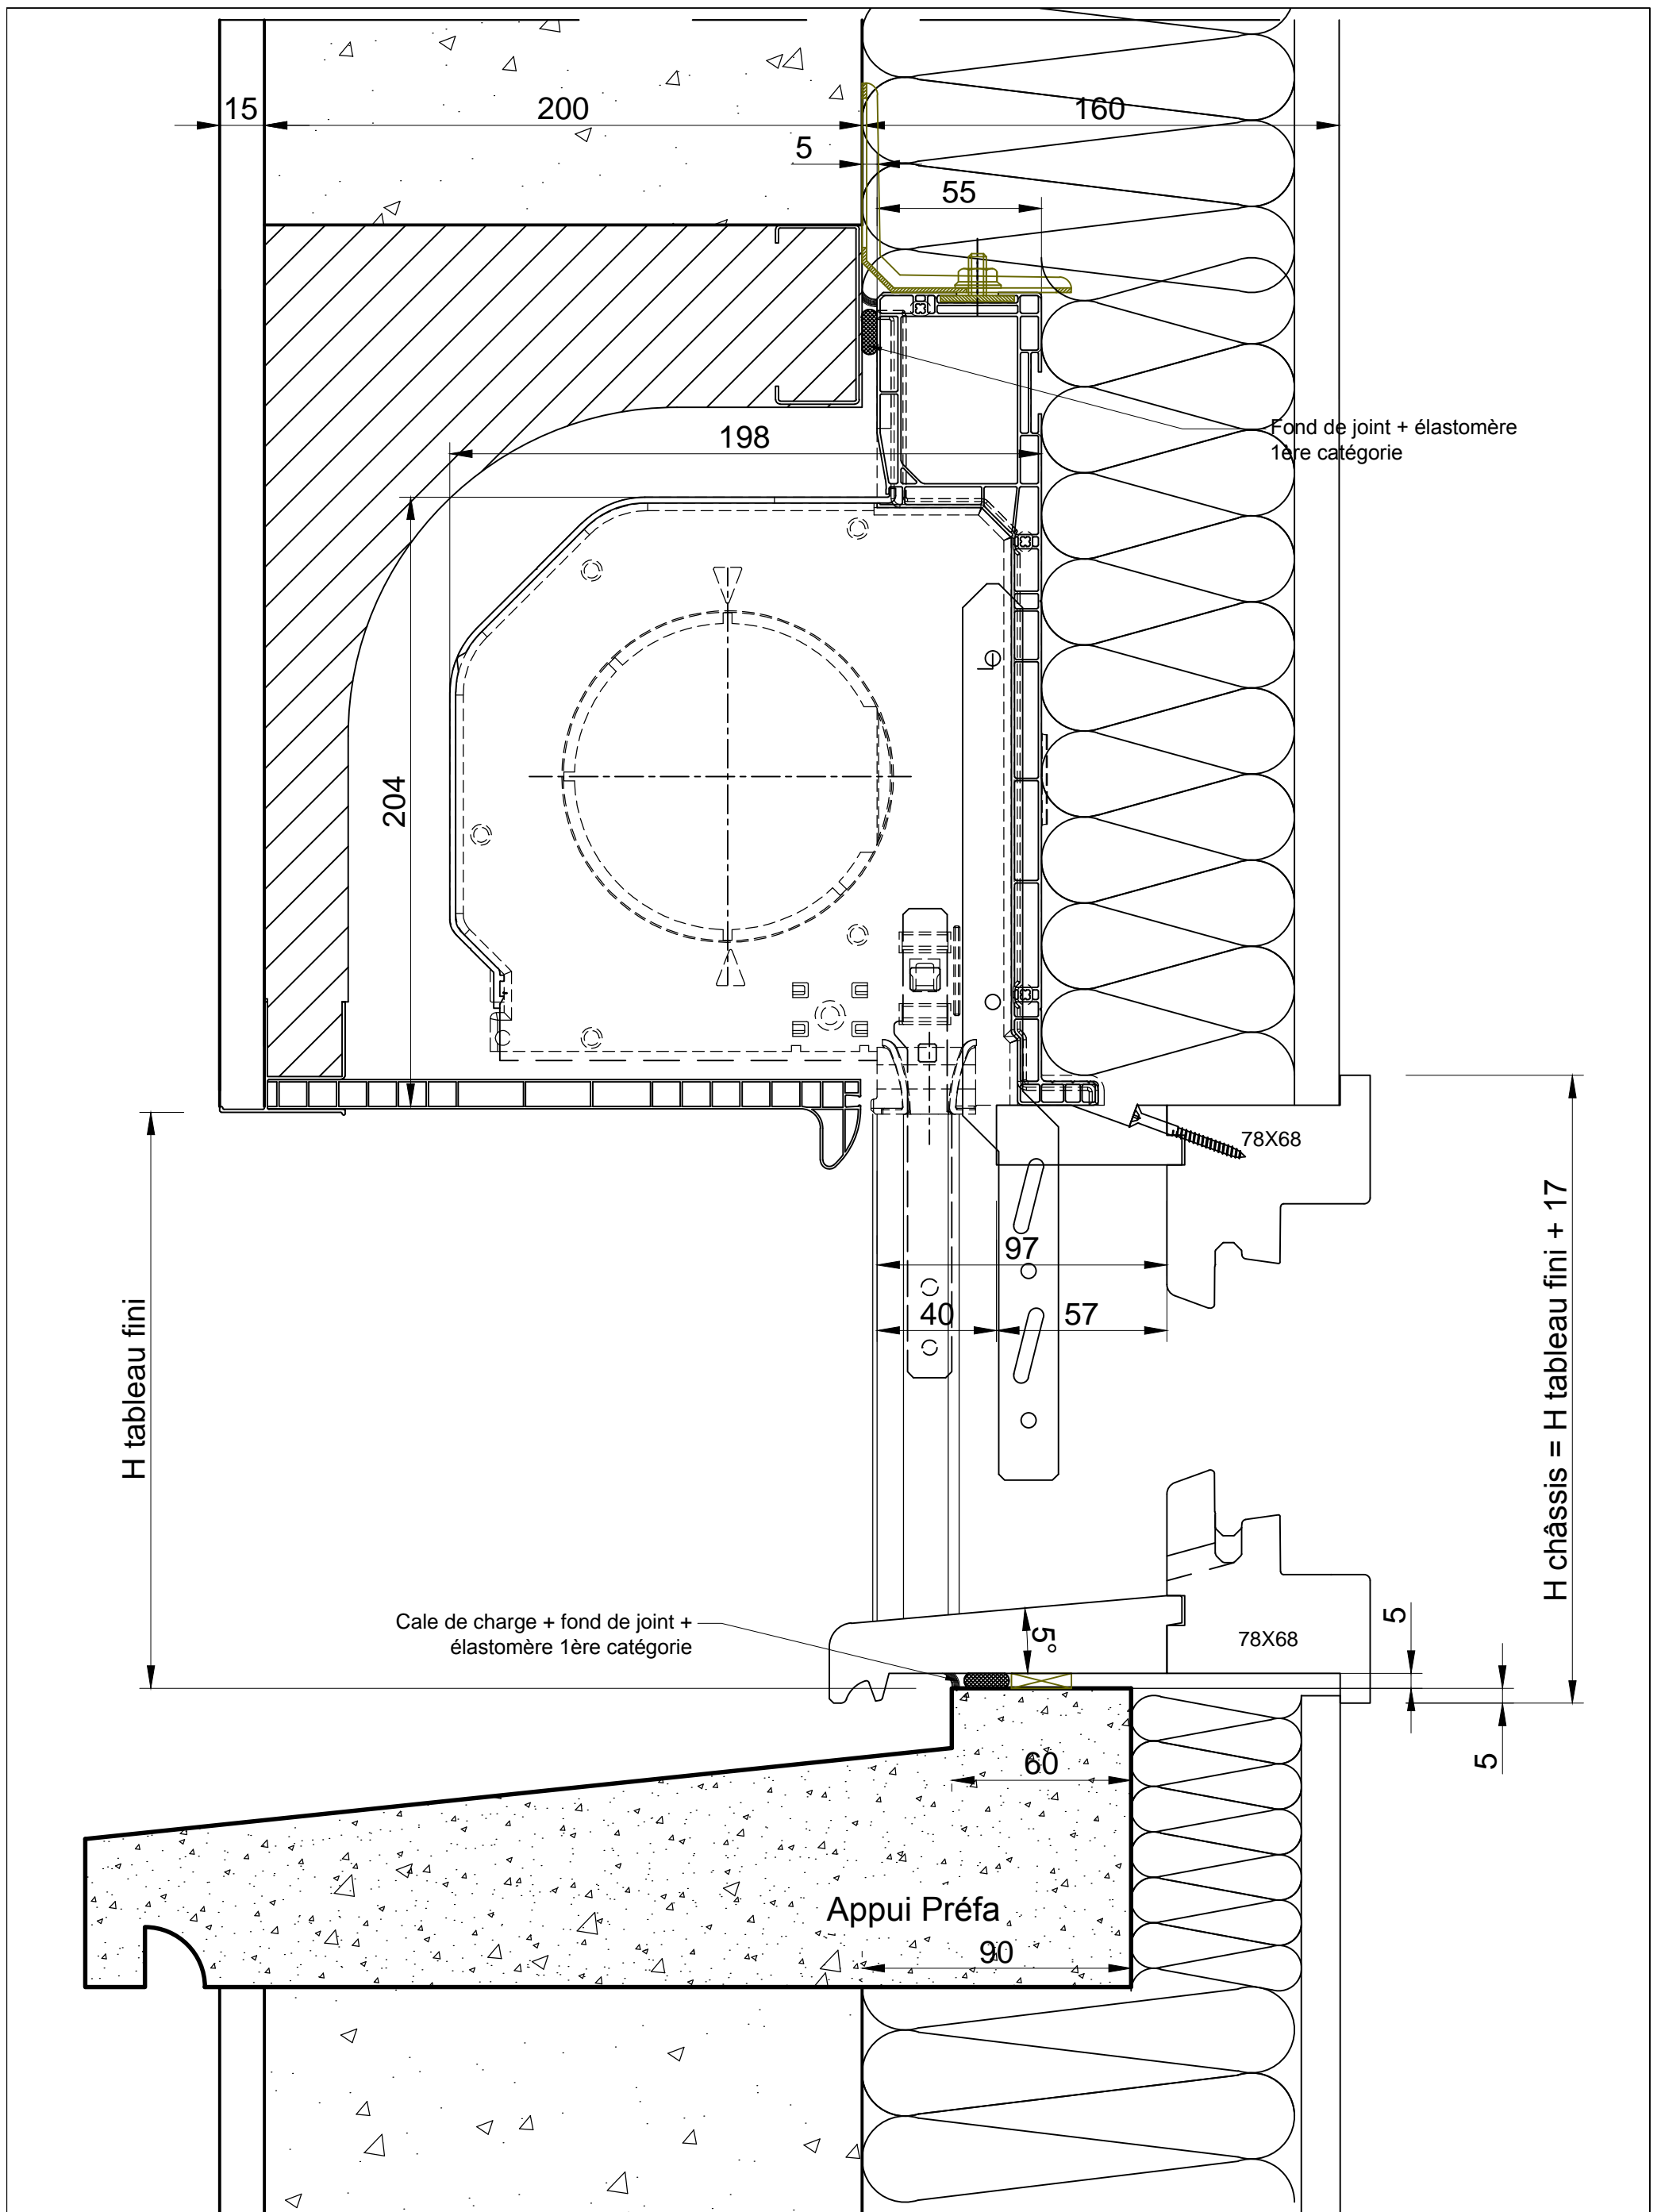 15
200
160
5
55
Fond de joint + élastomère
1ère catégorie
198
204
78X68
97
40
57
H tableau fini
H châssis = H tableau fini + 17
Cale de charge + fond de joint +
élastomère 1ère catégorie
5°
78X68
5
5
60
Appui Préfa
90